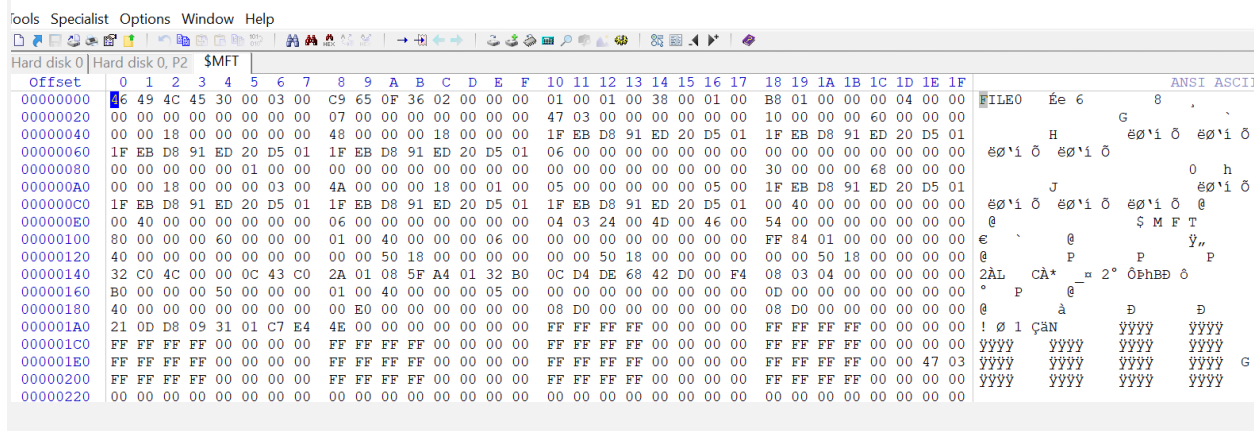 Tools Specialist Options Window Help
Hard disk 0 Hard disk 0, P2 $MFT
Offset 0 1 2 3 4 5 6 7 8 9 A B C D E F 10 11 12 13 14 15 16 17 18 19 1A 1B 1C 1D 1E 1F ANSI ASCII
00000000 46 49 4C 45 30 00 03 00 C9 65 0F 36 02 00 00 00 01 00 01 00 38 00 01 00 B8 01 00 00 00 04 00 00 FILE0 Ée 6 8 ¸
00000020 00 00 00 00 00 00 00 00 07 00 00 00 00 00 00 00 47 03 00 00 00 00 00 00 10 00 00 00 60 00 00 00 G `
00000040 00 00 18 00 00 00 00 00 48 00 00 00 18 00 00 00 1F EB D8 91 ED 20 D5 01 1F EB D8 91 ED 20 D5 01 H ëØ‘í Õ ëØ‘í Õ
00000060 1F EB D8 91 ED 20 D5 01 1F EB D8 91 ED 20 D5 01 06 00 00 00 00 00 00 00 00 00 00 00 00 00 00 00 ëØ‘í Õ ëØ‘í Õ
00000080 00 00 00 00 00 01 00 00 00 00 00 00 00 00 00 00 00 00 00 00 00 00 00 00 30 00 00 00 68 00 00 00 0 h
000000A0 00 00 18 00 00 00 03 00 4A 00 00 00 18 00 01 00 05 00 00 00 00 00 05 00 1F EB D8 91 ED 20 D5 01 J ëØ‘í Õ
000000C0 1F EB D8 91 ED 20 D5 01 1F EB D8 91 ED 20 D5 01 1F EB D8 91 ED 20 D5 01 00 40 00 00 00 00 00 00 ëØ‘í Õ ëØ‘í Õ ëØ‘í Õ @
000000E0 00 40 00 00 00 00 00 00 06 00 00 00 00 00 00 00 04 03 24 00 4D 00 46 00 54 00 00 00 00 00 00 00 @ $ M F T
00000100 80 00 00 00 60 00 00 00 01 00 40 00 00 00 06 00 00 00 00 00 00 00 00 00 FF 84 01 00 00 00 00 00 € ` @ ÿ„
00000120 40 00 00 00 00 00 00 00 00 00 50 18 00 00 00 00 00 00 50 18 00 00 00 00 00 00 50 18 00 00 00 00 @ P P P
00000140 32 C0 4C 00 00 0C 43 C0 2A 01 08 5F A4 01 32 B0 0C D4 DE 68 42 D0 00 F4 08 03 04 00 00 00 00 00 2ÀL CÀ* _¤ 2° ÔÞhBÐ ô
00000160 B0 00 00 00 50 00 00 00 01 00 40 00 00 00 05 00 00 00 00 00 00 00 00 00 0D 00 00 00 00 00 00 00 ° P @
00000180 40 00 00 00 00 00 00 00 00 E0 00 00 00 00 00 00 08 D0 00 00 00 00 00 00 08 D0 00 00 00 00 00 00 @ à Ð Ð
000001A0 21 0D D8 09 31 01 C7 E4 4E 00 00 00 00 00 00 00 FF FF FF FF 00 00 00 00 FF FF FF FF 00 00 00 00 ! Ø 1 ÇäN ÿÿÿÿ ÿÿÿÿ
000001C0 FF FF FF FF 00 00 00 00 FF FF FF FF 00 00 00 00 FF FF FF FF 00 00 00 00 FF FF FF FF 00 00 00 00 ÿÿÿÿ ÿÿÿÿ ÿÿÿÿ ÿÿÿÿ
000001E0 FF FF FF FF 00 00 00 00 FF FF FF FF 00 00 00 00 FF FF FF FF 00 00 00 00 FF FF FF FF 00 00 47 03 ÿÿÿÿ ÿÿÿÿ ÿÿÿÿ ÿÿÿÿ G
00000200 FF FF FF FF 00 00 00 00 FF FF FF FF 00 00 00 00 FF FF FF FF 00 00 00 00 FF FF FF FF 00 00 00 00 ÿÿÿÿ ÿÿÿÿ ÿÿÿÿ ÿÿÿÿ
00000220 00 00 00 00 00 00 00 00 00 00 00 00 00 00 00 00 00 00 00 00 00 00 00 00 00 00 00 00 00 00 00 00